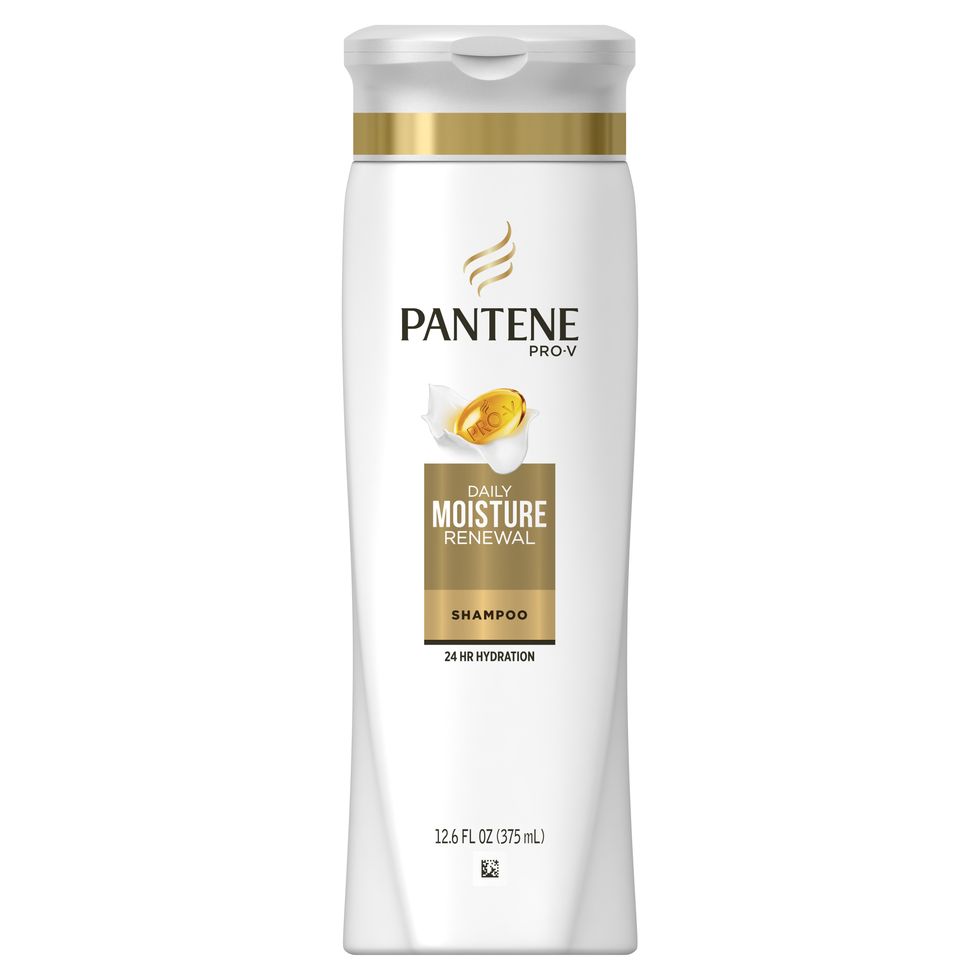 PANTENE
PRO-V
PRO-V
DAILY
MOISTURE
RENEWAL
SHAMPOO
24 HR HYDRATION
12.6 FL OZ (375 mL)